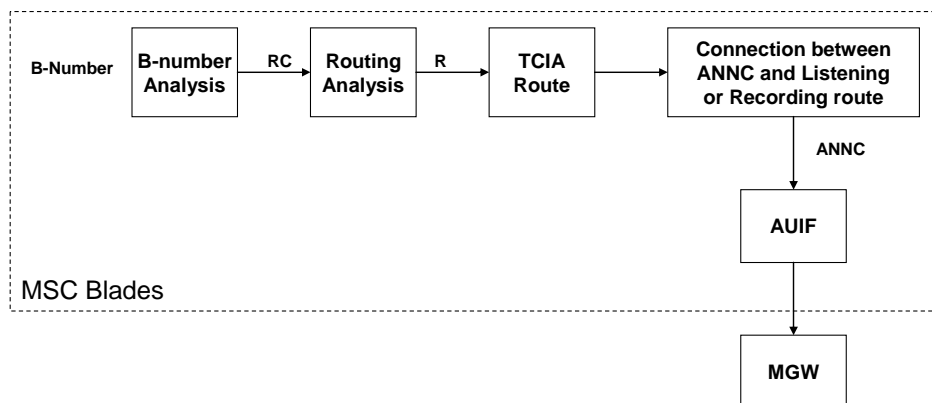 B-Number
B-number
Analysis
RC
Routing
Analysis
R
TCIA
Route
Connection between
ANNC and Listening
or Recording route
ANNC
AUIF
MSC Blades
MGW